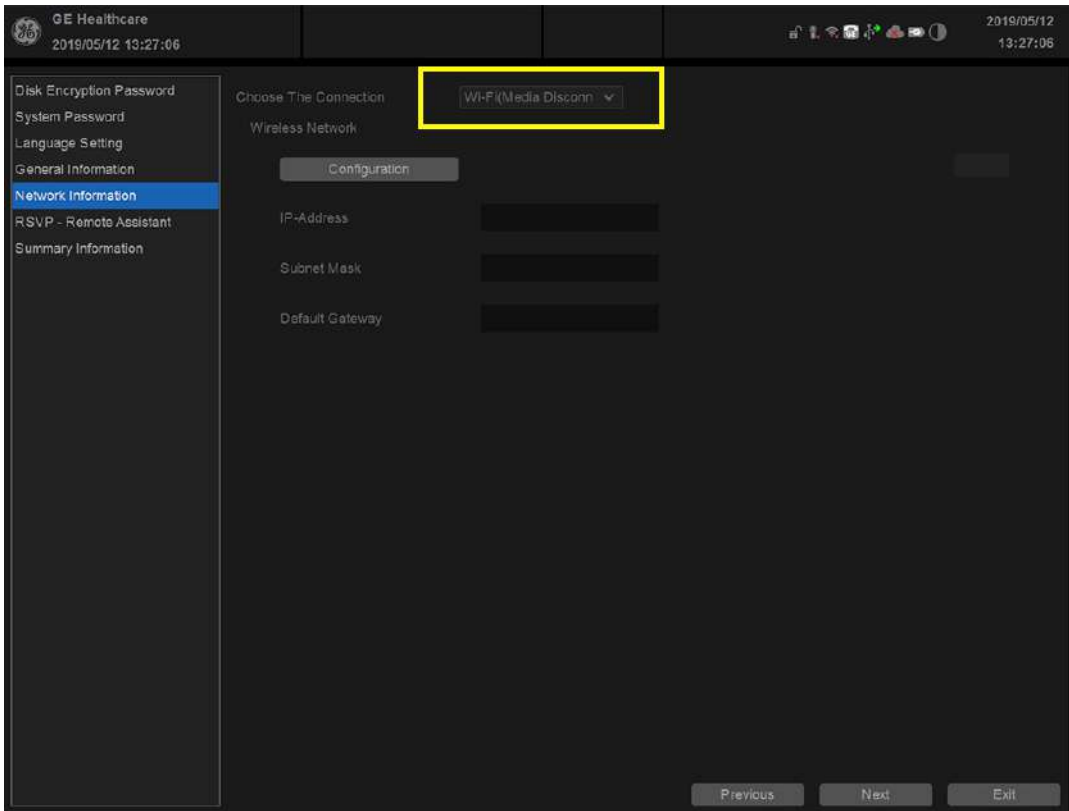 GE Healthcare
2019/05/12 13:27:06
2019/05/12
13:27:06
Disk Encryption Password
System Password
Language Setting
General Information
Network Information
RSVP - Remote Assistant
Summary Information
Choose The Connection
Wi-Fi(Media Disconn
Wireless Network
Configuration
IP-Address
Subnet Mask
Default Gateway
Previous
Next
Exit